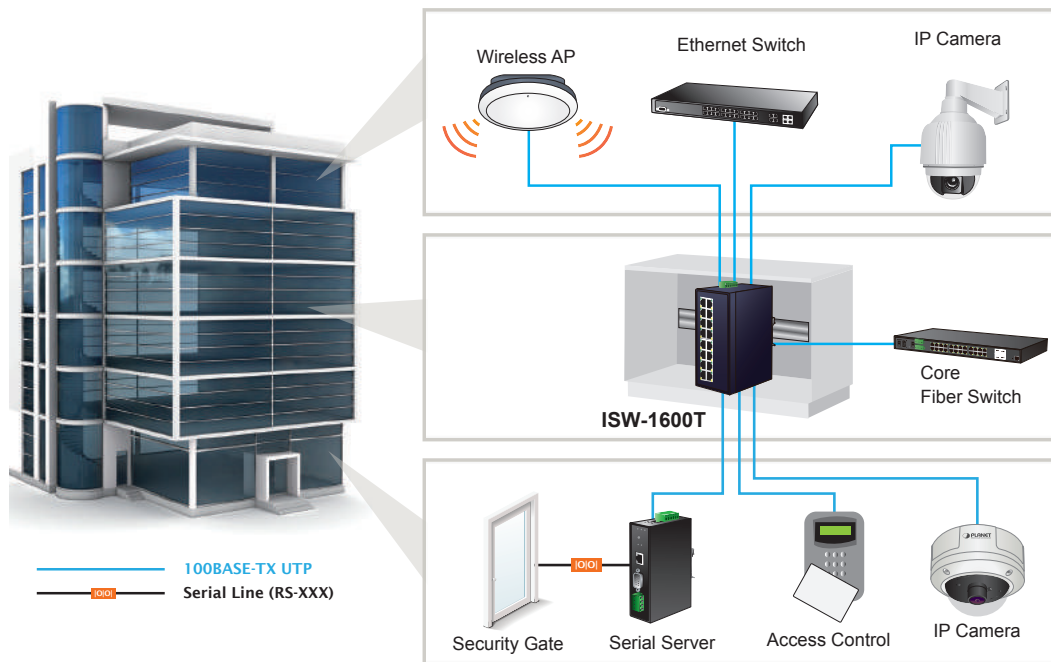 Wireless AP
Ethernet Switch
IP Camera
ISW-1600T
Core
Fiber Switch
100BASE-TX UTP
|O|O|
Serial Line (RS-XXX)
|O|O|
PLANET
Security Gate
Serial Server
Access Control
IP Camera